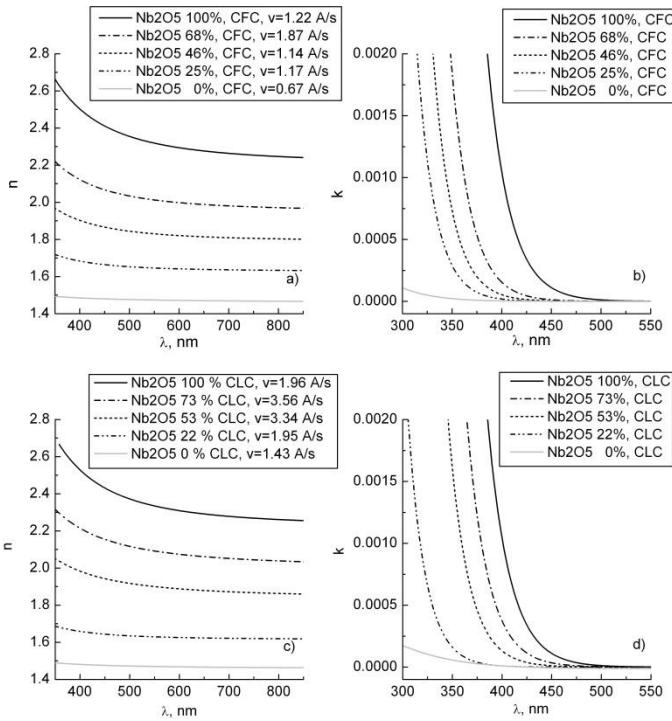 Nb2O5 100%, CFC, v=1.22 A/s
Nb2O5 68%, CFC, v=1.87 A/s
Nb2O5 46%, CFC, v=1.14 A/s
Nb2O5 25%, CFC, v=1.17 A/s
Nb2O5 0%, CFC, v=0.67 A/s
2.8
2.6
2.4
2.2
2.0
1.8
1.6
1.4
n
a)
400 500 600 700 800
λ, nm
Nb2O5 100%, CFC
Nb2O5 68%, CFC
Nb2O5 46%, CFC
Nb2O5 25%, CFC
Nb2O5 0%, CFC
0.0020
0.0015
0.0010
0.0005
0.0000
k
b)
300 350 400 450 500 550
λ, nm
Nb2O5 100 % CLC, v=1.96 A/s
Nb2O5 73 % CLC, v=3.56 A/s
Nb2O5 53 % CLC, v=3.34 A/s
Nb2O5 22 % CLC, v=1.95 A/s
Nb2O5 0 % CLC, v=1.43 A/s
2.8
2.6
2.4
2.2
2.0
1.8
1.6
1.4
n
c)
400 500 600 700 800
λ, nm
Nb2O5 100%, CLC
Nb2O5 73%, CLC
Nb2O5 53%, CLC
Nb2O5 22%, CLC
Nb2O5 0%, CLC
0.0020
0.0015
0.0010
0.0005
0.0000
k
d)
300 350 400 450 500 550
λ, nm